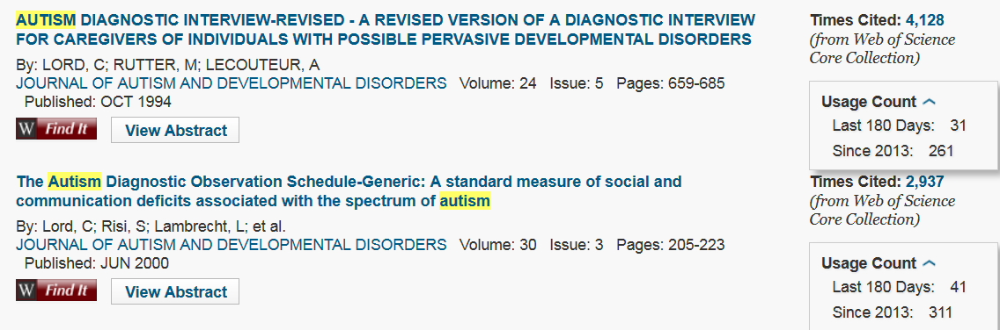 AUTISM DIAGNOSTIC INTERVIEW-REVISED - A REVISED VERSION OF A DIAGNOSTIC INTERVIEW
FOR CAREGIVERS OF INDIVIDUALS WITH POSSIBLE PERVASIVE DEVELOPMENTAL DISORDERS
By: LORD, C; RUTTER, M; LECOUTEUR, A
JOURNAL OF AUTISM AND DEVELOPMENTAL DISORDERS Volume: 24 Issue: 5 Pages: 659-685
Published: OCT 1994
W Find It View Abstract
Times Cited: 4,128
(from Web of Science
Core Collection)
Usage Count
Last 180 Days: 31
Since 2013: 261
The Autism Diagnostic Observation Schedule-Generic: A standard measure of social and
communication deficits associated with the spectrum of autism
By: Lord, C; Risi, S; Lambrecht, L; et al.
JOURNAL OF AUTISM AND DEVELOPMENTAL DISORDERS Volume: 30 Issue: 3 Pages: 205-223
Published: JUN 2000
W Find It View Abstract
Times Cited: 2,937
(from Web of Science
Core Collection)
Usage Count
Last 180 Days: 41
Since 2013: 311